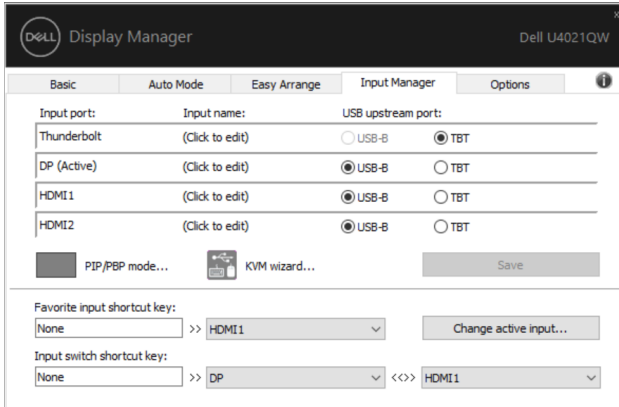 DELL Display Manager Dell U4021QW
Basic Auto Mode Easy Arrange Input Manager Options
Input port: Input name: USB upstream port:
Thunderbolt (Click to edit) USB-B TBT
DP (Active) (Click to edit) USB-B TBT
HDMI1 (Click to edit) USB-B TBT
HDMI2 (Click to edit) USB-B TBT
PIP/PBP mode... KVM wizard... Save
Favorite input shortcut key:
None >> HDMI1 Change active input...
Input switch shortcut key:
None >> DP <<>> HDMI1